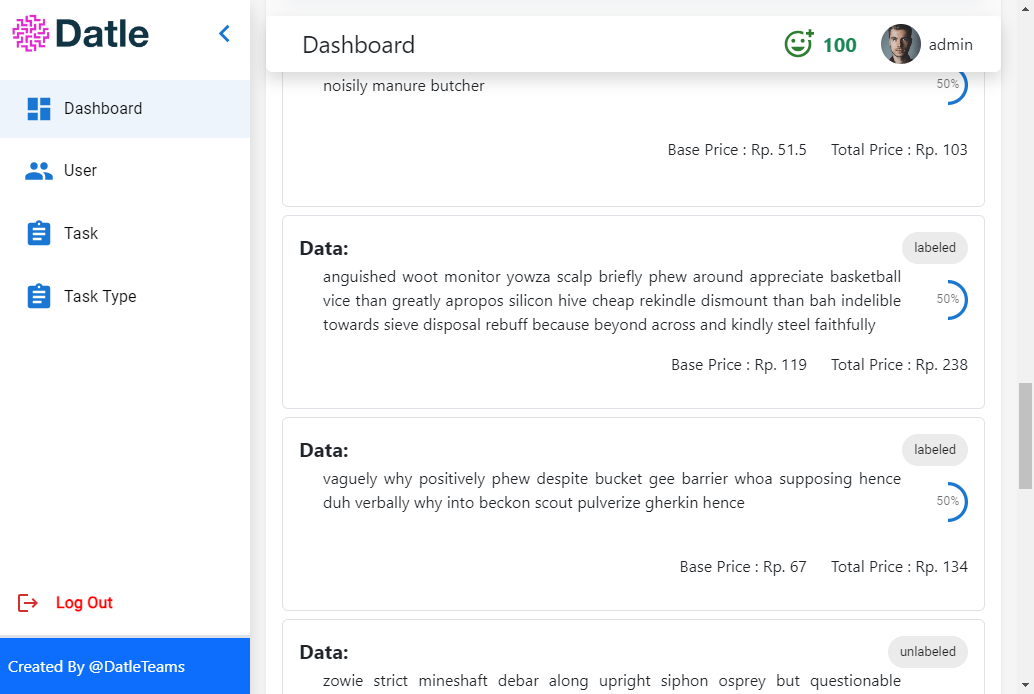 Datle
Dashboard
User
Task
Task Type
Log Out
Created By @DatleTeams
Dashboard
100
admin
noisily manure butcher
50%
Base Price : Rp. 51.5
Total Price : Rp. 103
Data:
labeled
anguished woot monitor yowza scalp briefly phew around appreciate basketball
vice than greatly apropos silicon hive cheap rekindle dismount than bah indelible
towards sieve disposal rebuff because beyond across and kindly steel faithfully
50%
Base Price : Rp. 119
Total Price : Rp. 238
Data:
labeled
vaguely why positively phew despite bucket gee barrier whoa supposing hence
duh verbally why into beckon scout pulverize gherkin hence
50%
Base Price : Rp. 67
Total Price : Rp. 134
Data:
unlabeled
zowie strict mineshaft debar along upright siphon osprey but questionable